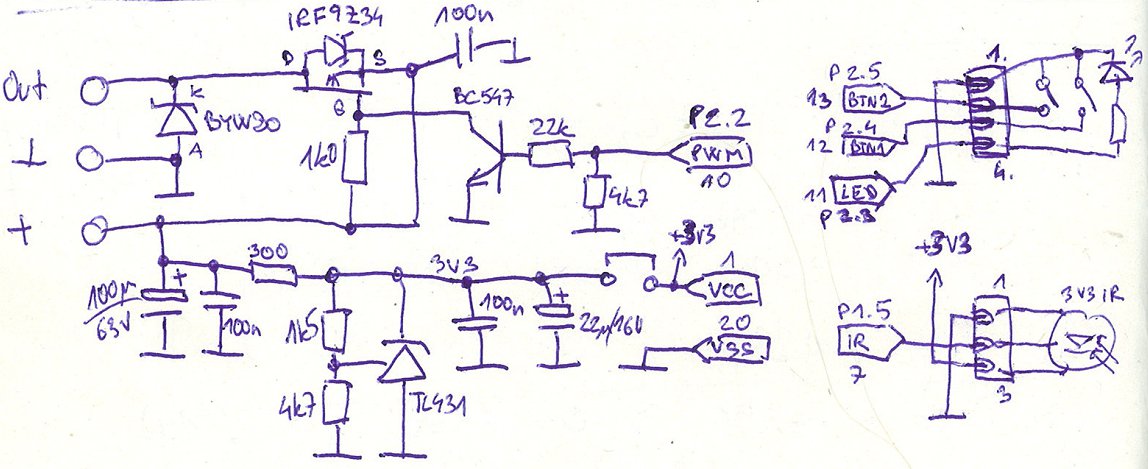 IRF9Z34
100n
D
S
Out
K
BYW90
G
BC547
22k
P2.2
PWM
10
A
1k0
4k7
+
300
3V3
+3V3
1
VCC
100µ
63V
+
100n
1k5
100n
+
22µ/16V
20
VSS
4k7
TL431
1.
P2.5
13 BTN2
P2.4
12 BTN1
11 LED
P2.3
4.
+3V3
1
3V3 IR
P1.5
IR
7
3